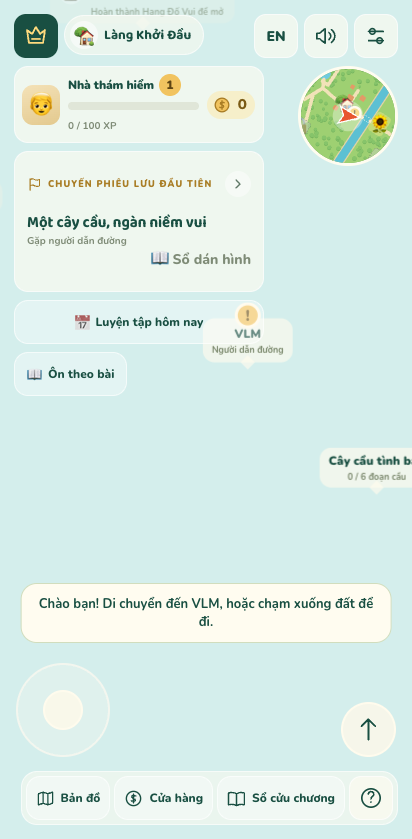 Hoàn thành Hang Đố Vui để mở
Làng Khởi Đầu
EN
Nhà thám hiểm 1
0
0 / 100 XP
CHUYẾN PHIÊU LƯU ĐẦU TIÊN
Một cây cầu, ngàn niềm vui
Gặp người dẫn đường
Sổ dán hình
Luyện tập hôm nay
!
VLM
Người dẫn đường
Ôn theo bài
Cây cầu tình b
0 / 6 đoạn cầu
Chào bạn! Di chuyển đến VLM, hoặc chạm xuống đất để
đi.
Bản đồ
Cửa hàng
Sổ cửu chương
?